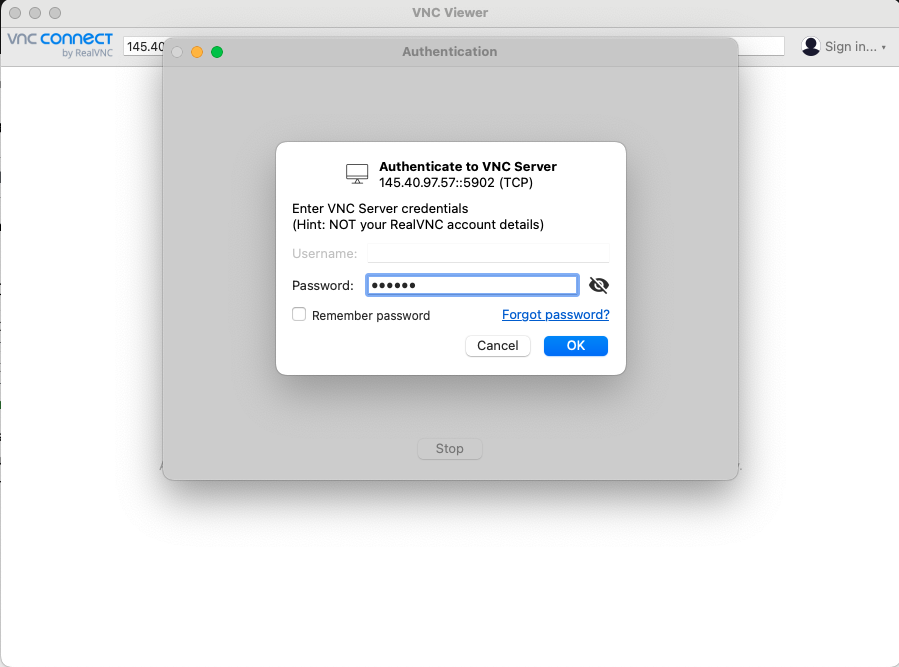 VNC Viewer
vnc connect
by RealVNC
145.40
Sign in...
Authentication
Authenticate to VNC Server
145.40.97.57::5902 (TCP)
Enter VNC Server credentials
(Hint: NOT your RealVNC account details)
Username:
Password: ••••••
Remember password
Forgot password?
Cancel
OK
Stop